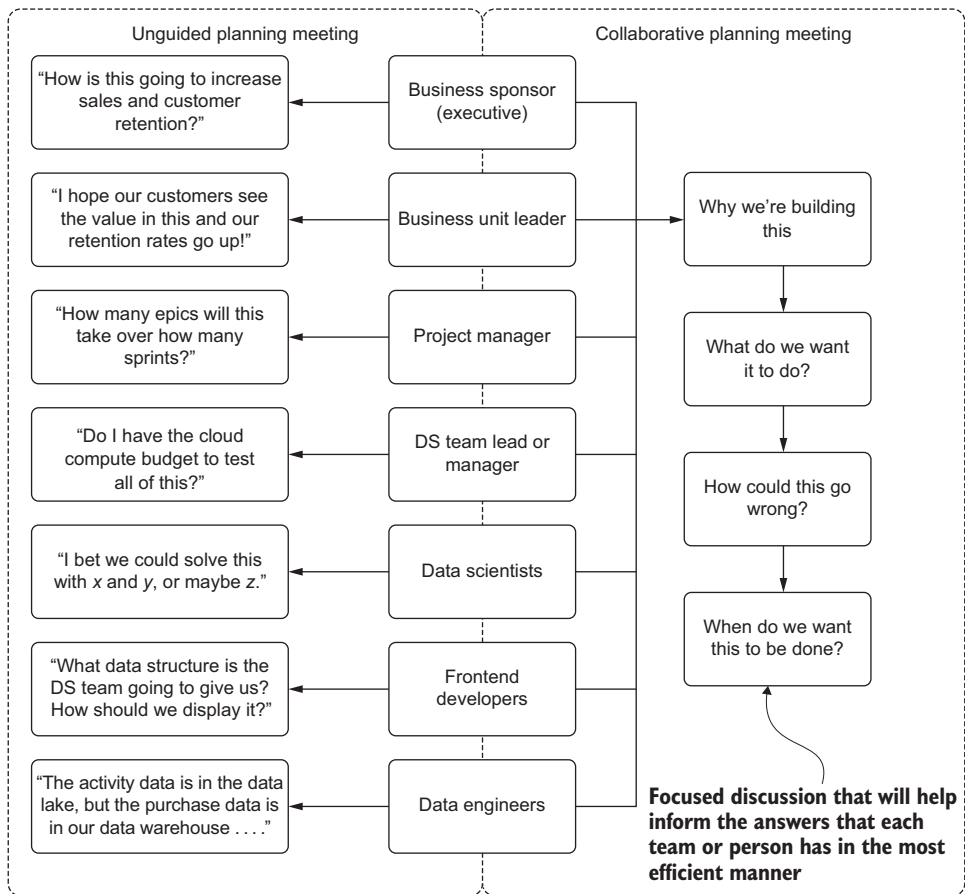 Unguided planning meeting
Collaborative planning meeting
“How is this going to increase
sales and customer
retention?”
Business sponsor
(executive)
“I hope our customers see
the value in this and our
retention rates go up!”
Business unit leader
Why we’re building
this
“How many epics will this
take over how many
sprints?”
Project manager
What do we want
it to do?
“Do I have the cloud
compute budget to test
all of this?”
DS team lead or
manager
How could this go
wrong?
“I bet we could solve this
with x and y, or maybe z.”
Data scientists
When do we want
this to be done?
“What data structure is the
DS team going to give us?
How should we display it?”
Frontend
developers
“The activity data is in the data
lake, but the purchase data is
in our data warehouse . . . .”
Data engineers
Focused discussion that will help
inform the answers that each
team or person has in the most
efficient manner